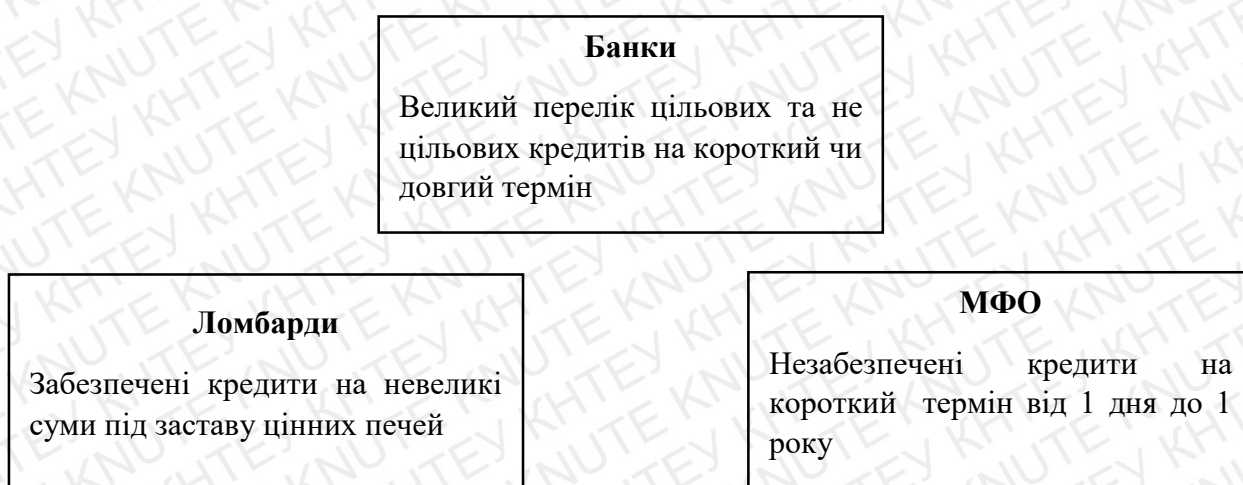 Банки
Великий перелік цільових та не
цільових кредитів на короткий чи
довгий термін
Ломбарди
Забезпечені кредити на невеликі
суми під заставу цінних печей
МФО
Незабезпечені кредити на
короткий термін від 1 дня до 1
року